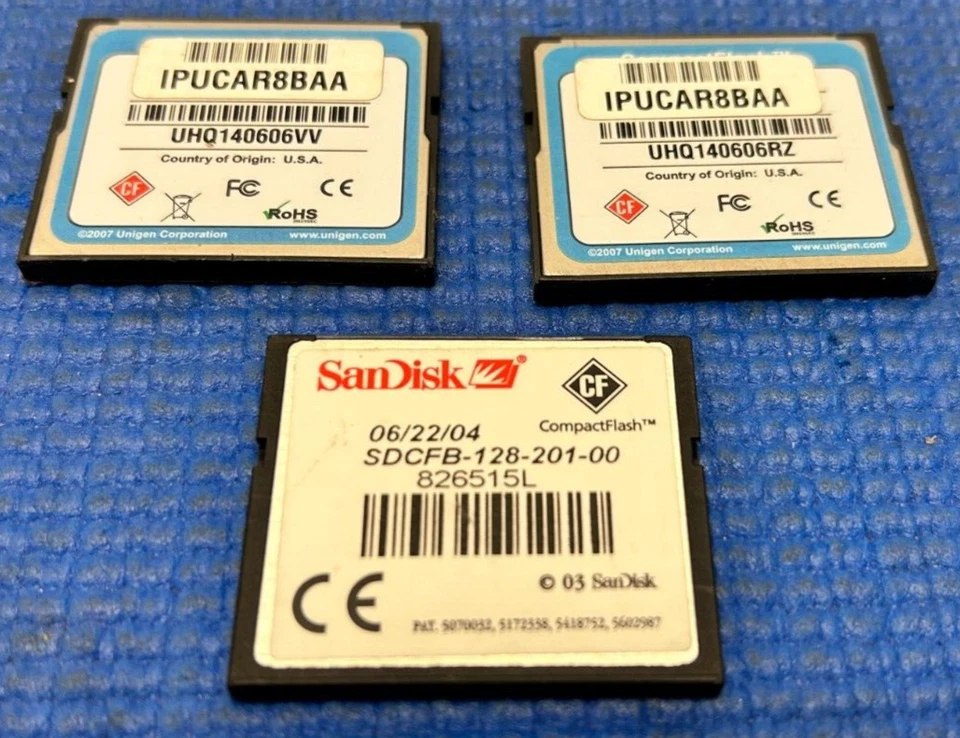 IPUCAR8BAA
UHQ140606VV
Country of Origin: U.S.A.
CF
FC CE
RoHS
©2007 Unigen Corporation www.unigen.com
CompactFlash™
IPUCAR8BAA
UHQ140606RZ
Country of Origin: U.S.A.
CF
FC CE
RoHS
©2007 Unigen Corporation www.unigen.com
SanDisk®
CF
CompactFlash™
06/22/04
SDCFB-128-201-00
826515L
CE
© 03 SanDisk
PAT. 5070032, 5172338, 5418752, 5602987